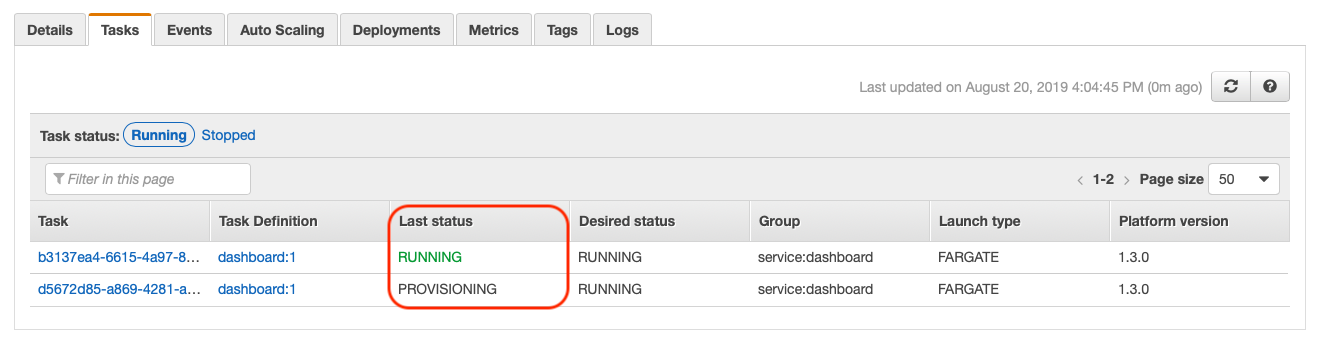 Details Tasks Events Auto Scaling Deployments Metrics Tags Logs
Last updated on August 20, 2019 4:04:45 PM (0m ago)
Task status: Running Stopped
Filter in this page 1-2 Page size 50
Task Task Definition Last status Desired status Group Launch type Platform version
b3137ea4-6615-4a97-8... dashboard:1 RUNNING RUNNING service:dashboard FARGATE 1.3.0
d5672d85-a869-4281-a... dashboard:1 PROVISIONING RUNNING service:dashboard FARGATE 1.3.0